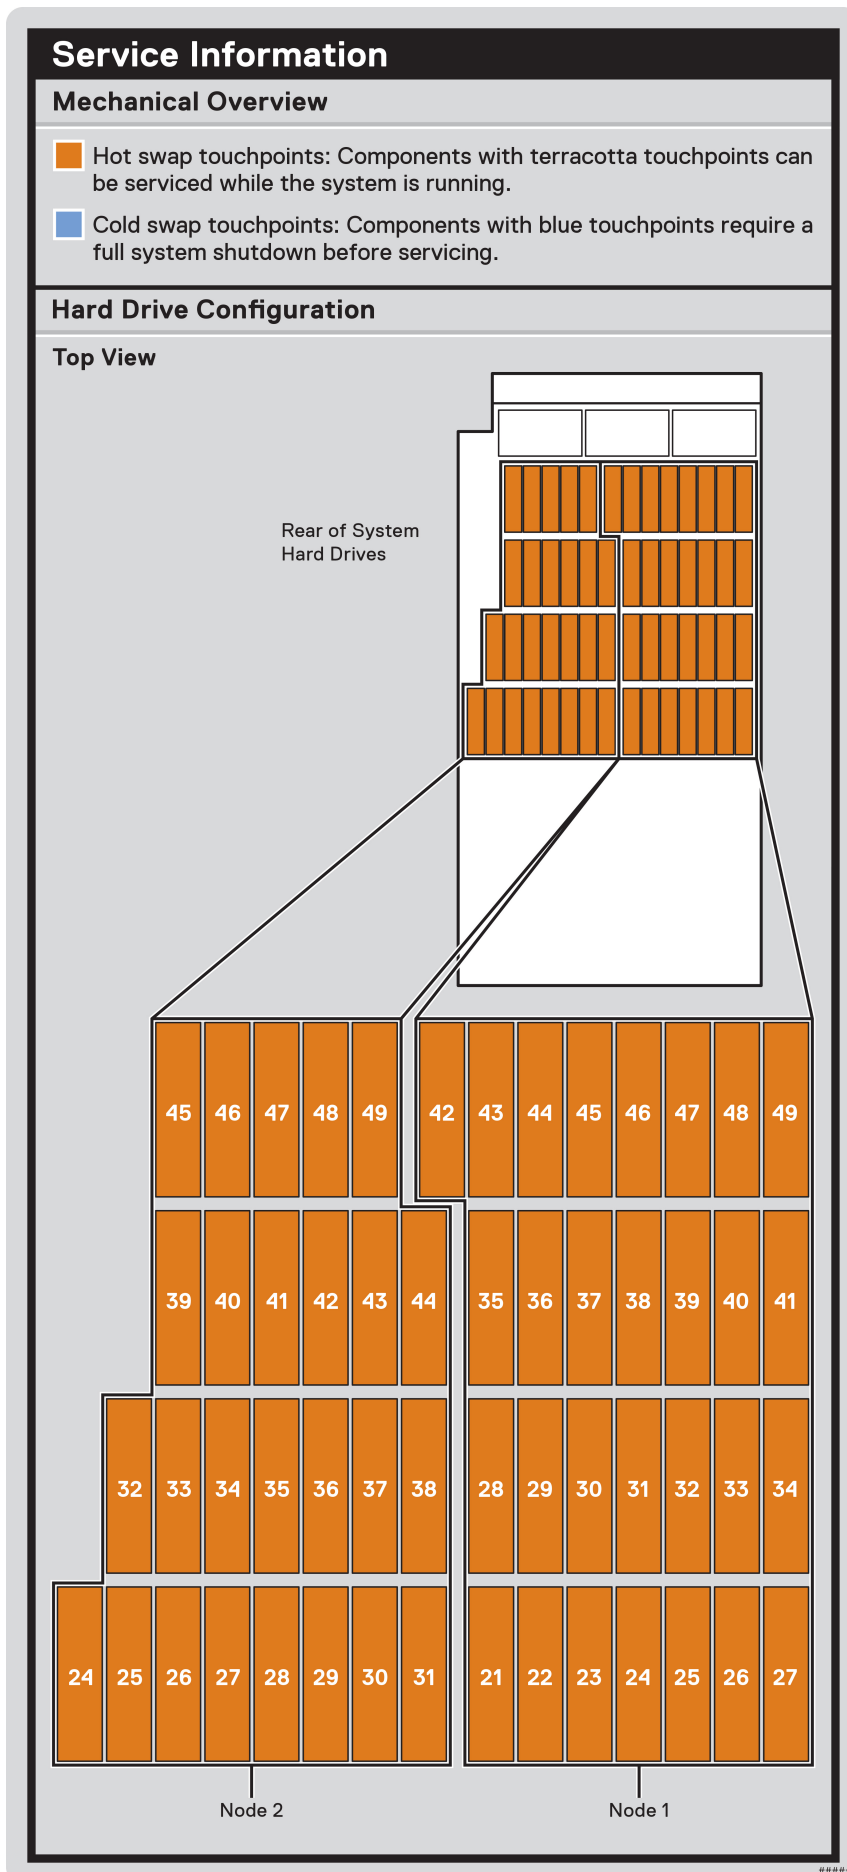 Service Information
Mechanical Overview
Hot swap touchpoints: Components with terracotta touchpoints can
be serviced while the system is running.
Cold swap touchpoints: Components with blue touchpoints require a
full system shutdown before servicing.
Hard Drive Configuration
Top View
Rear of System
Hard Drives
45 46 47 48 49 42 43 44 45 46 47 48 49
39 40 41 42 43 44 35 36 37 38 39 40 41
32 33 34 35 36 37 38 28 29 30 31 32 33 34
24 25 26 27 28 29 30 31 21 22 23 24 25 26 27
Node 2 Node 1